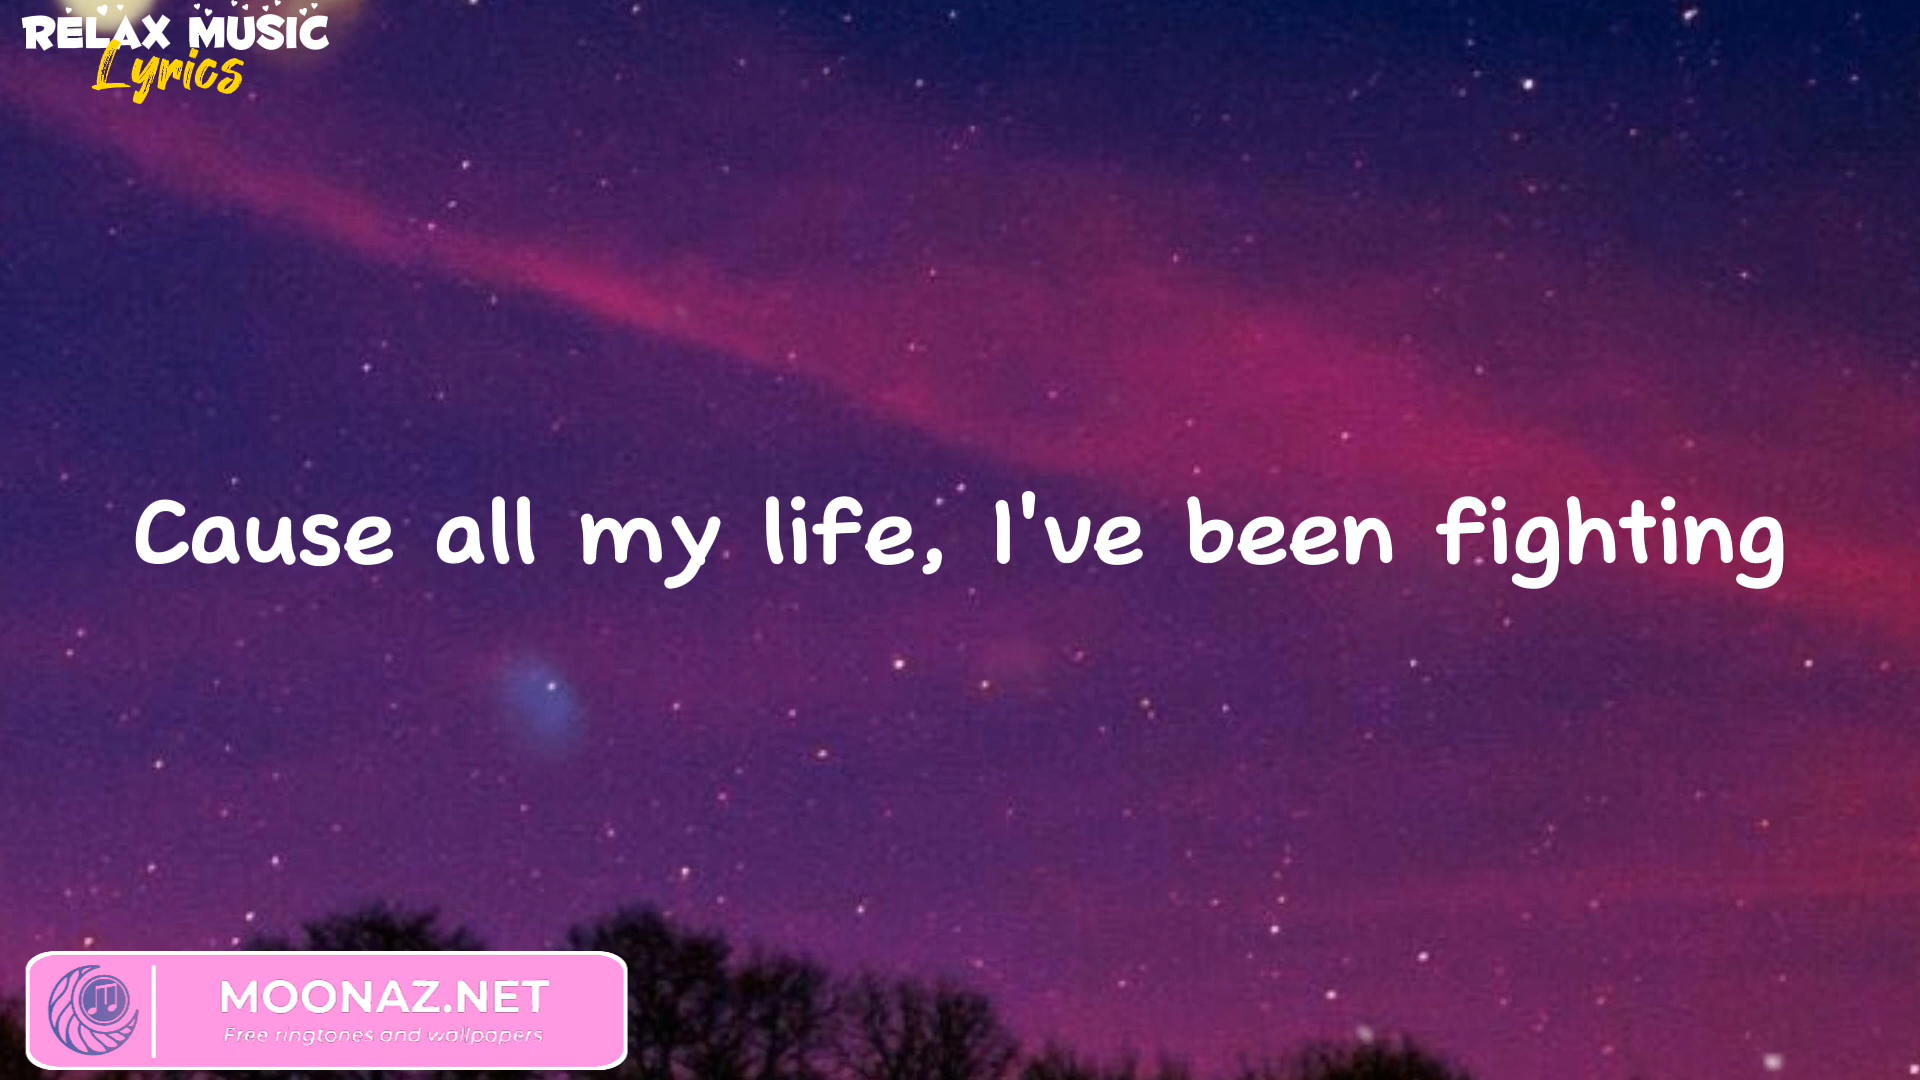 RELAX MUSIC
Lyrics
Cause all my life, I've been fighting
MOONAZ.NET
Free ringtones and wallpapers